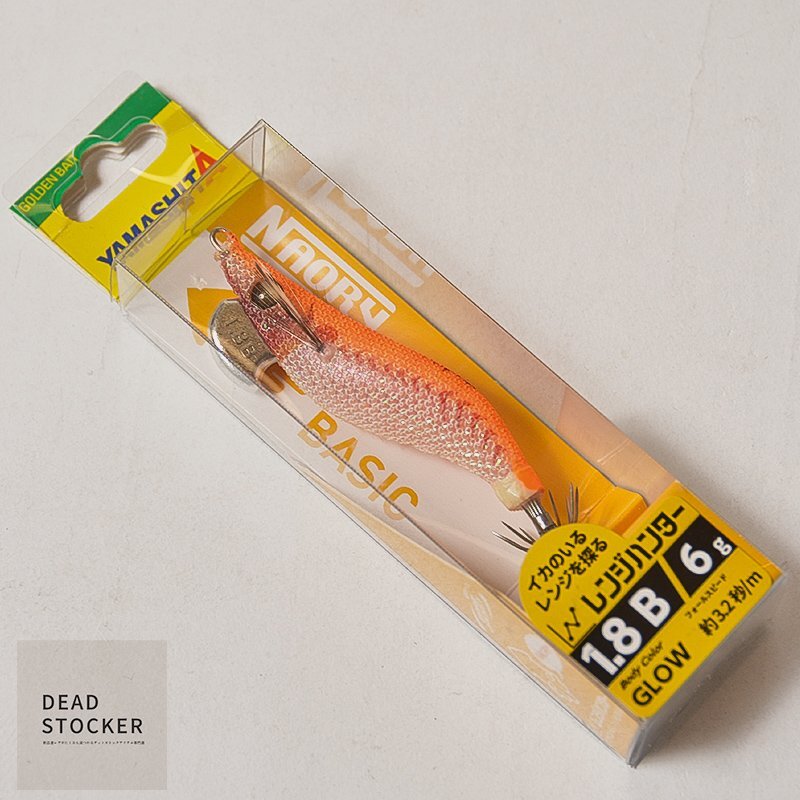 GOLDEN BAIT
YAMASHITA
NAORY
1.8B
BASIC
イカのいる
レンジを探る
レンジハンター
1.8 B/6g
フォールスピード
約3.2秒/m
Body Color
GLOW
DEAD
STOCKER